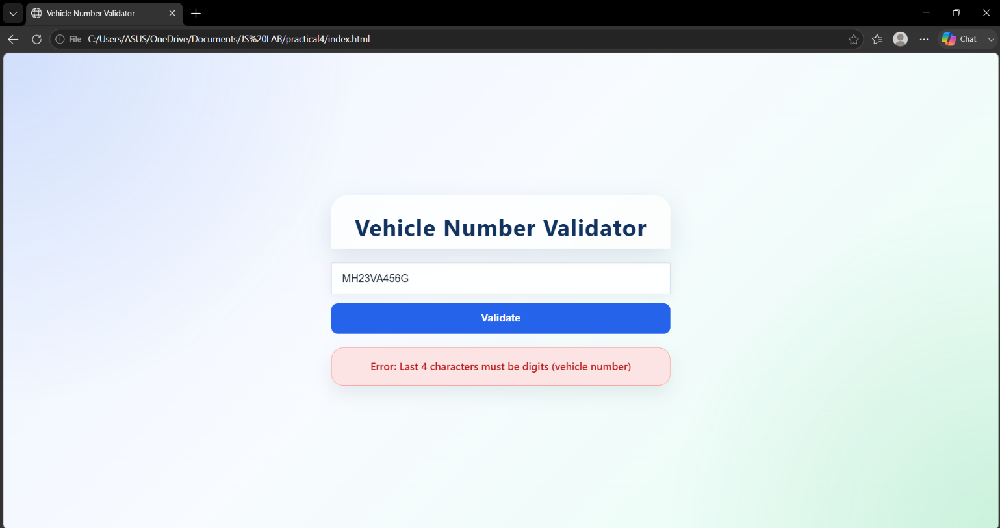 Vehicle Number Validator
File C:/Users/ASUS/OneDrive/Documents/JS%20LAB/practical4/index.html
Chat
Vehicle Number Validator
MH23VA456G
Validate
Error: Last 4 characters must be digits (vehicle number)